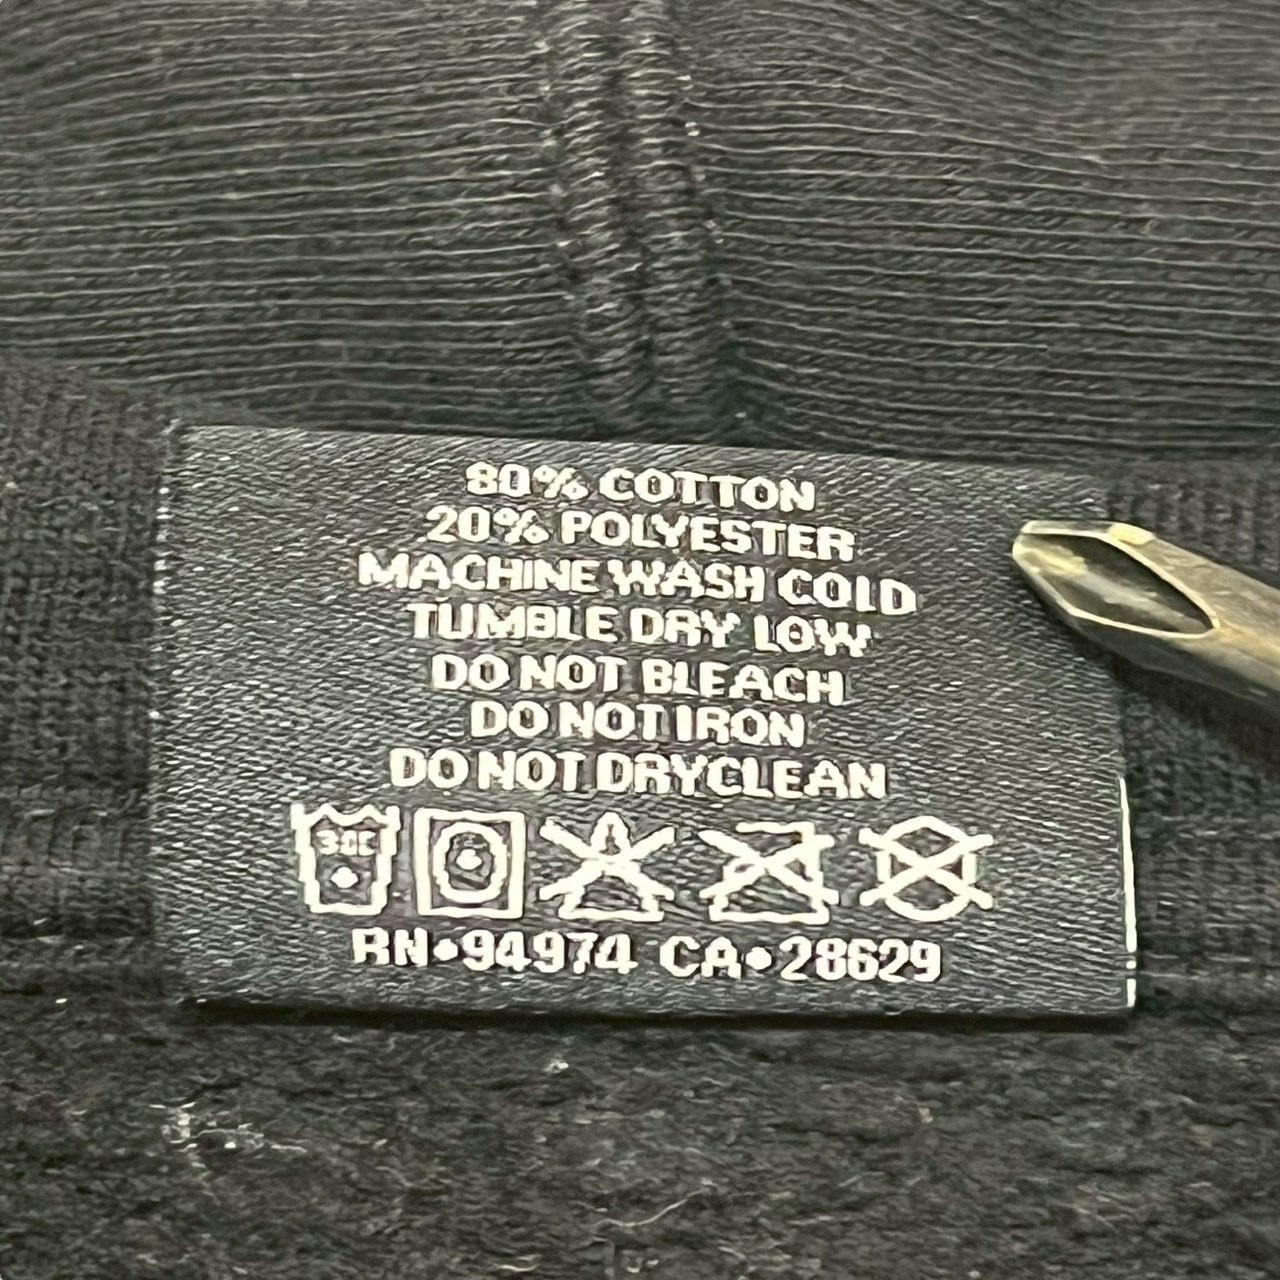 80% COTTON
20% POLYESTER
MACHINE WASH COLD
TUMBLE DRY LOW
DO NOT BLEACH
DO NOT IRON
DO NOT DRYCLEAN
30C
RN•94974 CA•28629